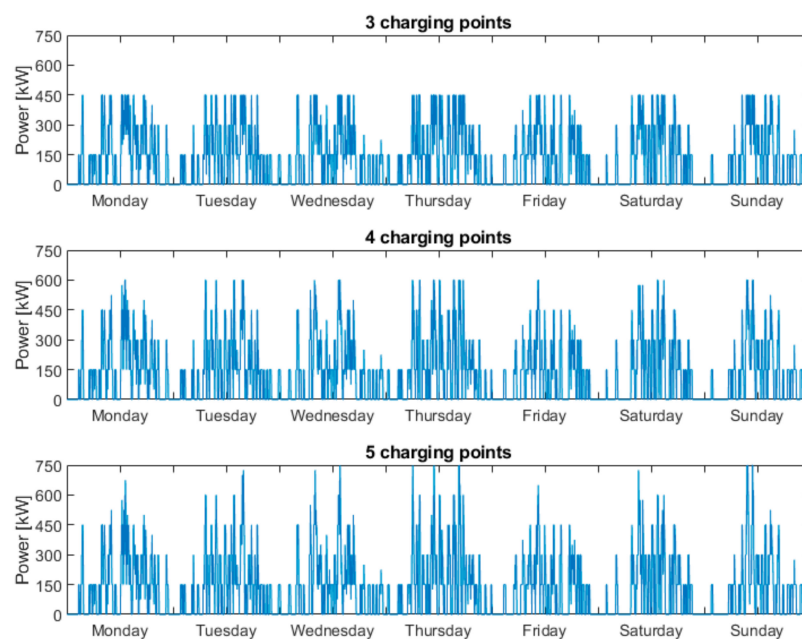 3 charging points
750
600
450
300
150
0
Power [kW]
Monday Tuesday Wednesday Thursday Friday Saturday Sunday
4 charging points
750
600
450
300
150
0
Power [kW]
Monday Tuesday Wednesday Thursday Friday Saturday Sunday
5 charging points
750
600
450
300
150
0
Power [kW]
Monday Tuesday Wednesday Thursday Friday Saturday Sunday